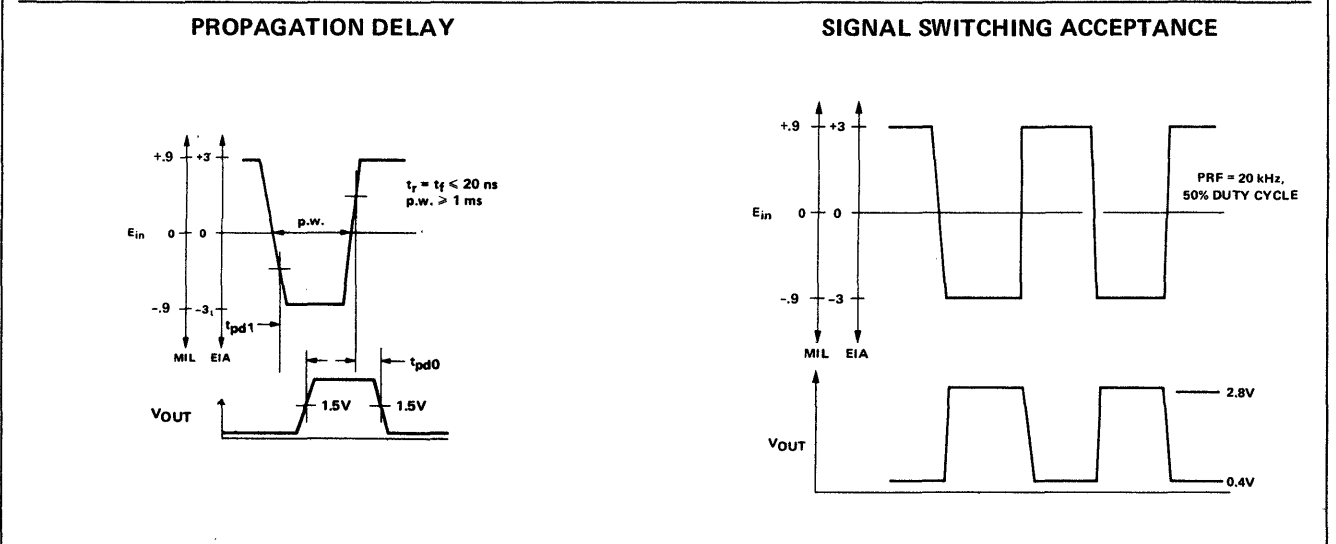 PROPAGATION DELAY
+.9 +3
tr = tf ≤ 20 ns
p.w. ≥ 1 ms
p.w.
Ein 0 0
-.9 -3
tpd1
MIL EIA
tpd0
1.5V 1.5V
VOUT
SIGNAL SWITCHING ACCEPTANCE
+.9 +3
PRF = 20 kHz,
50% DUTY CYCLE
Ein 0 0
-.9 -3
MIL EIA
2.8V
VOUT
0.4V